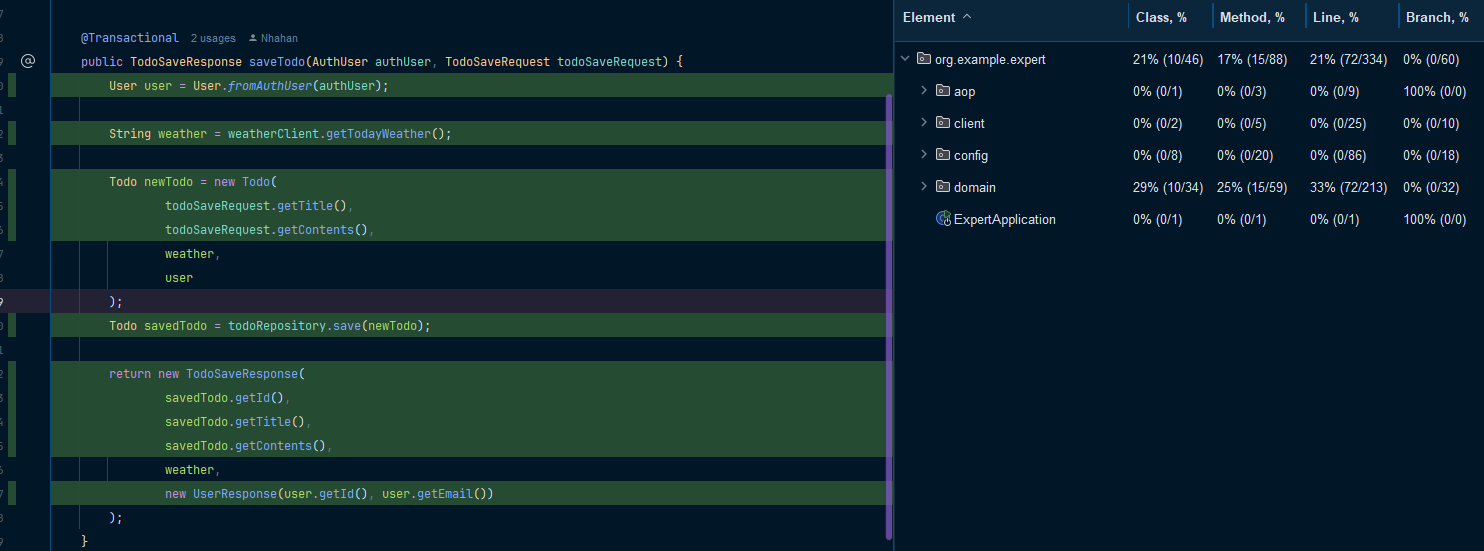 @Transactional 2 usages Nhahan
public TodoSaveResponse saveTodo(AuthUser authUser, TodoSaveRequest todoSaveRequest) {
User user = User.fromAuthUser(authUser);
String weather = weatherClient.getTodayWeather();
Todo newTodo = new Todo(
todoSaveRequest.getTitle(),
todoSaveRequest.getContents(),
weather,
user
);
Todo savedTodo = todoRepository.save(newTodo);
return new TodoSaveResponse(
savedTodo.getId(),
savedTodo.getTitle(),
savedTodo.getContents(),
weather,
new UserResponse(user.getId(), user.getEmail())
);
}
Element Class, % Method, % Line, % Branch, %
org.example.expert 21% (10/46) 17% (15/88) 21% (72/334) 0% (0/60)
aop 0% (0/1) 0% (0/3) 0% (0/9) 100% (0/0)
client 0% (0/2) 0% (0/5) 0% (0/25) 0% (0/10)
config 0% (0/8) 0% (0/20) 0% (0/86) 0% (0/18)
domain 29% (10/34) 25% (15/59) 33% (72/213) 0% (0/32)
ExpertApplication 0% (0/1) 0% (0/1) 0% (0/1) 100% (0/0)